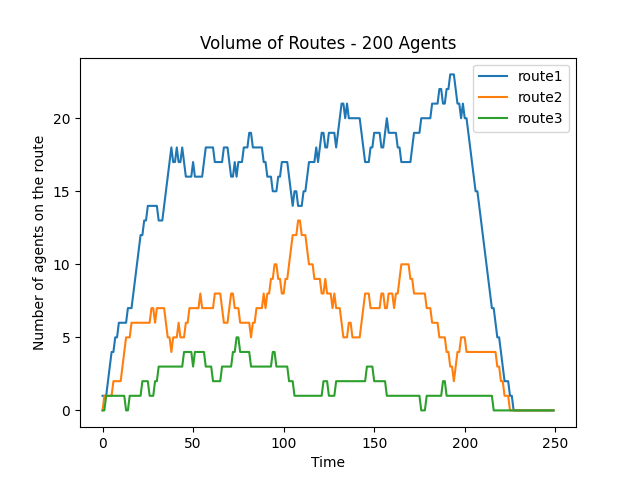 Volume of Routes - 200 Agents
route1
route2
route3
20
15
10
5
0
Number of agents on the route
0 50 100 150 200 250
Time